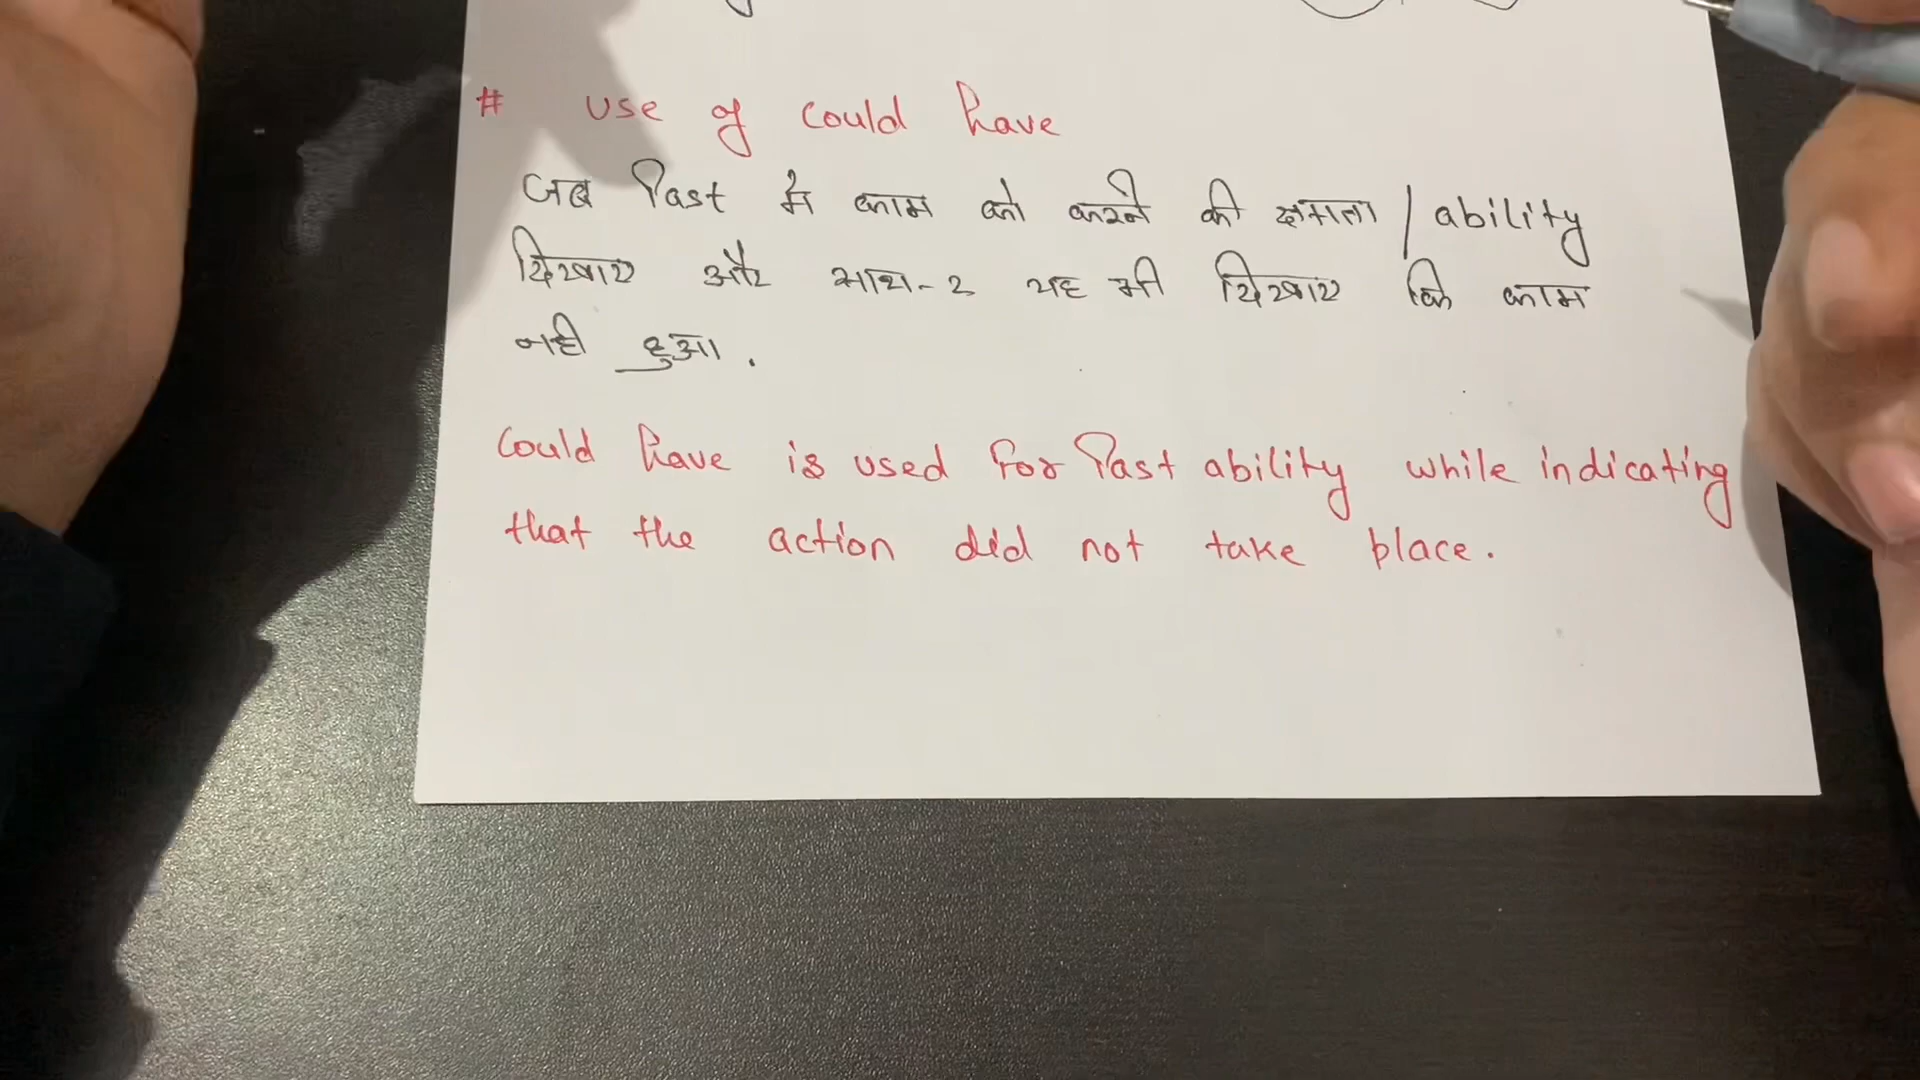 # use of could have
जब Past में काम को करने की क्षमता / ability
दिखाए और साथ-२ यह भी दिखाए कि काम
नही हुआ.
Could have is used for Past ability while indicating
that the action did not take place.